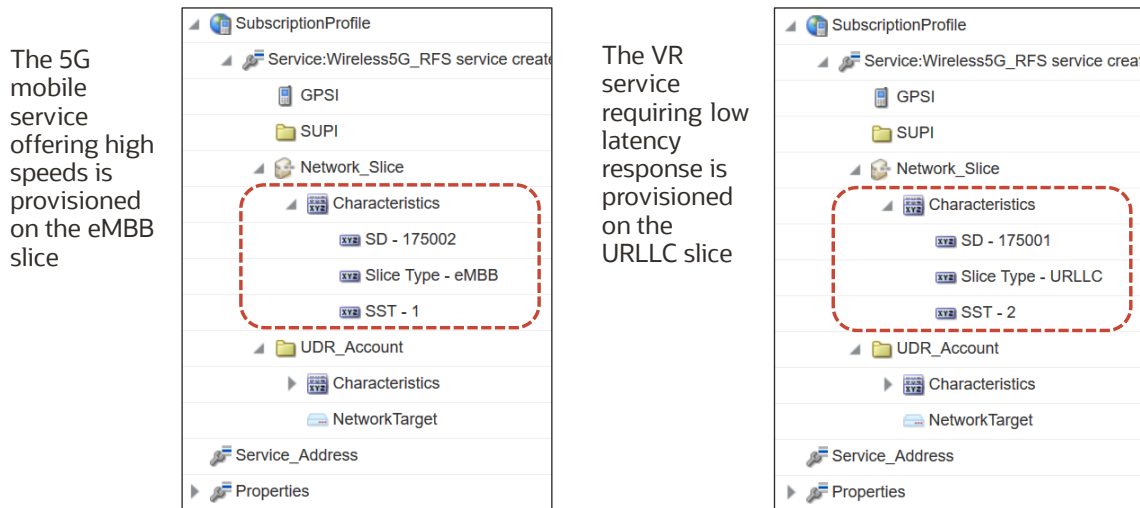 The 5G
mobile
service
offering high
speeds is
provisioned
on the eMBB
slice
SubscriptionProfile
Service:Wireless5G_RFS service create
GPSI
SUPI
Network_Slice
Characteristics
SD - 175002
Slice Type - eMBB
SST - 1
UDR_Account
Characteristics
NetworkTarget
Service_Address
Properties
The VR
service
requiring low
latency
response is
provisioned
on the
URLLC slice
SubscriptionProfile
Service:Wireless5G_RFS service crea
GPSI
SUPI
Network_Slice
Characteristics
SD - 175001
Slice Type - URLLC
SST - 2
UDR_Account
Characteristics
NetworkTarget
Service_Address
Properties